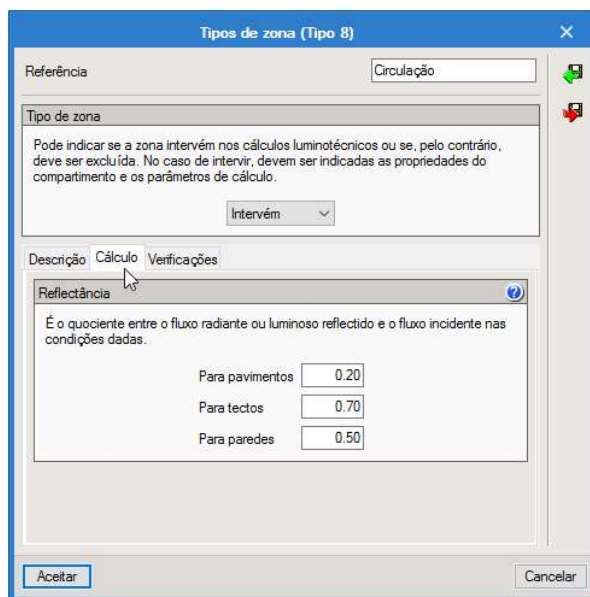 Tipos de zona (Tipo 8)
Referência
Circulação
Tipo de zona
Pode indicar se a zona intervém nos cálculos luminotécnicos ou se, pelo contrário,
deve ser excluída. No caso de intervir, devem ser indicadas as propriedades do
compartimento e os parâmetros de cálculo.
Intervém
Descrição Cálculo Verificações
Reflectância
É o quociente entre o fluxo radiante ou luminoso reflectido e o fluxo incidente nas
condições dadas.
Para pavimentos 0.20
Para tectos 0.70
Para paredes 0.50
Aceitar Cancelar